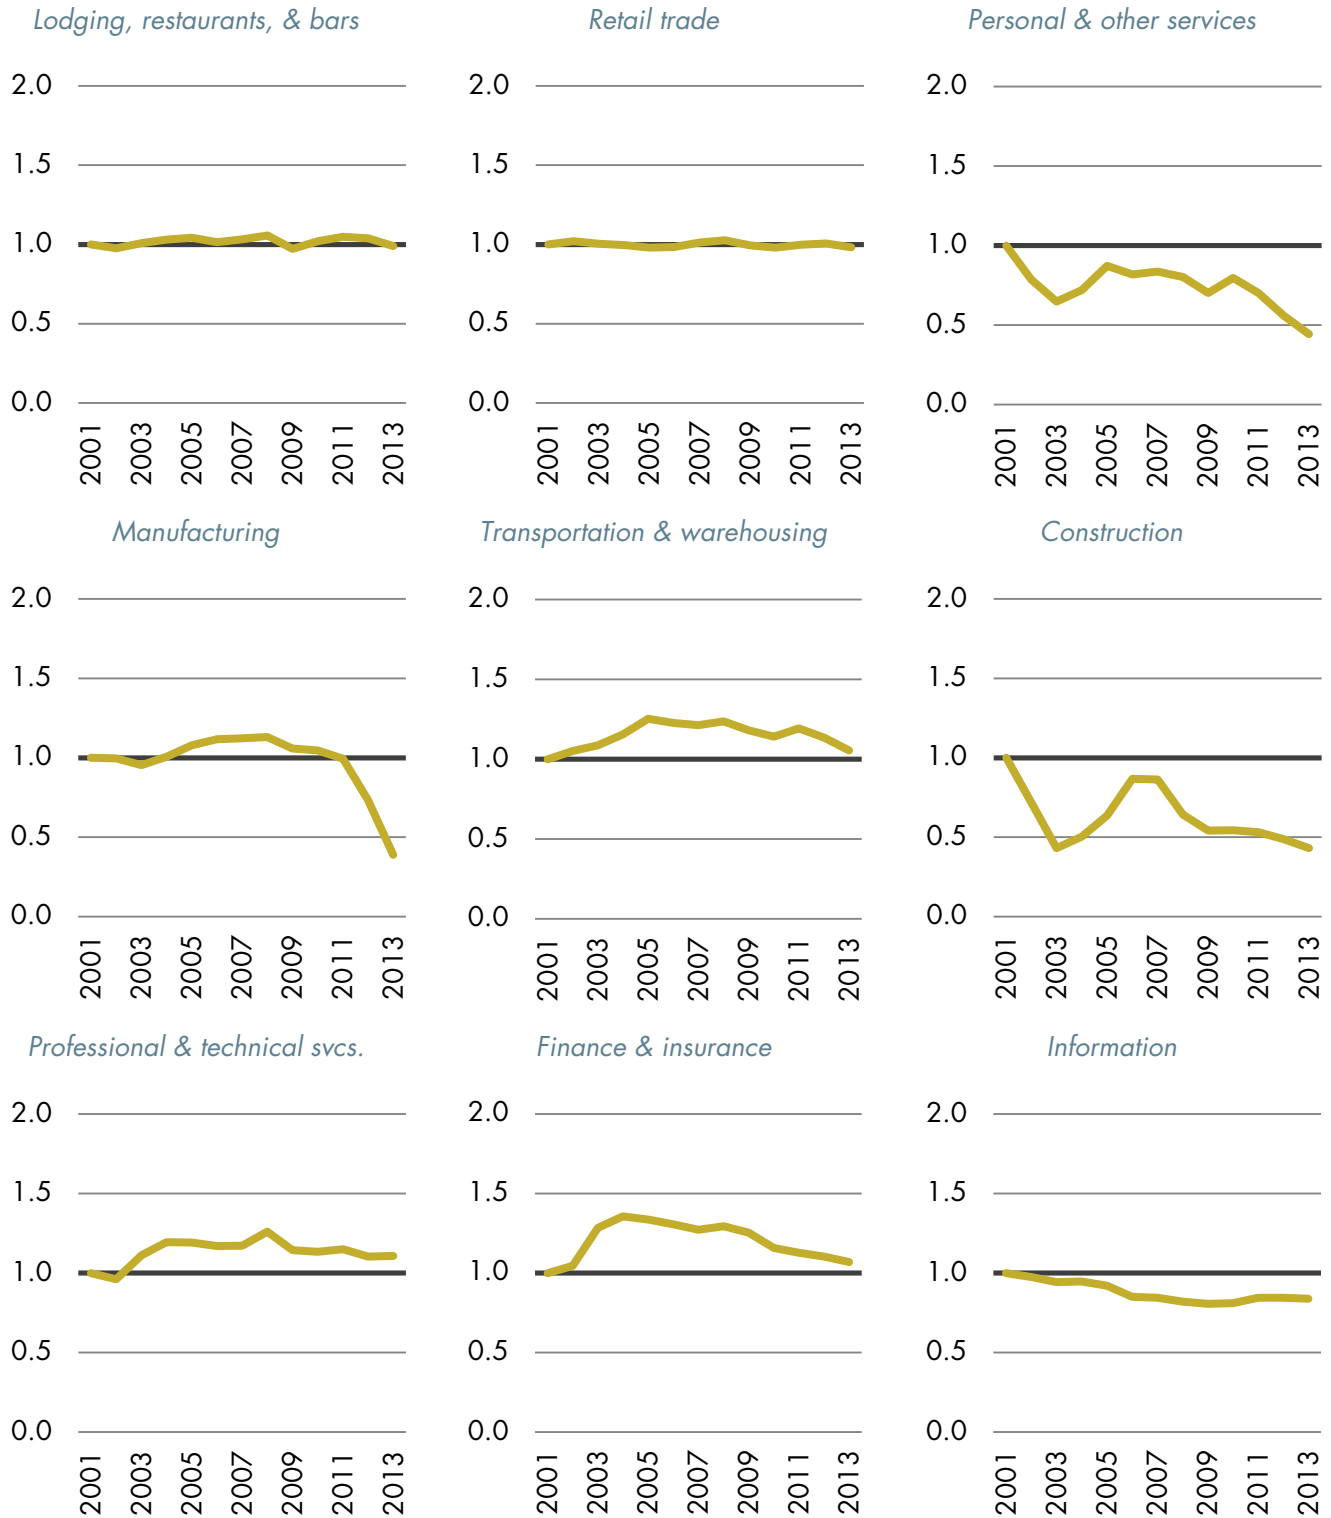 Lodging, restaurants, & bars
2.0
1.5
1.0
0.5
0.0
2001 2003 2005 2007 2009 2011 2013
Retail trade
2.0
1.5
1.0
0.5
0.0
2001 2003 2005 2007 2009 2011 2013
Personal & other services
2.0
1.5
1.0
0.5
0.0
2001 2003 2005 2007 2009 2011 2013
Manufacturing
2.0
1.5
1.0
0.5
0.0
2001 2003 2005 2007 2009 2011 2013
Transportation & warehousing
2.0
1.5
1.0
0.5
0.0
2001 2003 2005 2007 2009 2011 2013
Construction
2.0
1.5
1.0
0.5
0.0
2001 2003 2005 2007 2009 2011 2013
Professional & technical svcs.
2.0
1.5
1.0
0.5
0.0
2001 2003 2005 2007 2009 2011 2013
Finance & insurance
2.0
1.5
1.0
0.5
0.0
2001 2003 2005 2007 2009 2011 2013
Information
2.0
1.5
1.0
0.5
0.0
2001 2003 2005 2007 2009 2011 2013